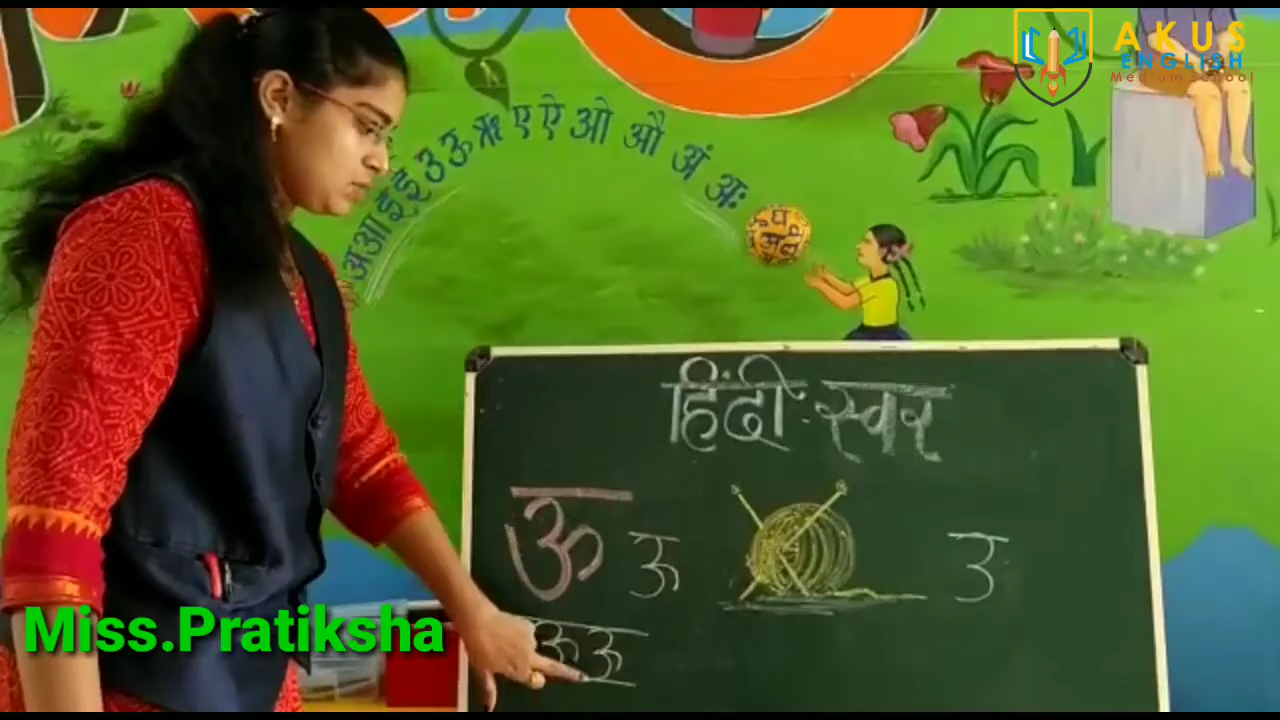 AKUS
ENGLISH
Medium School
अ आ इ ई उ ऊ ऋ ए ऐ ओ औ अं अः
हिंदी स्वर
ऊ ऊ उ
ऊ उ
Miss.Pratiksha